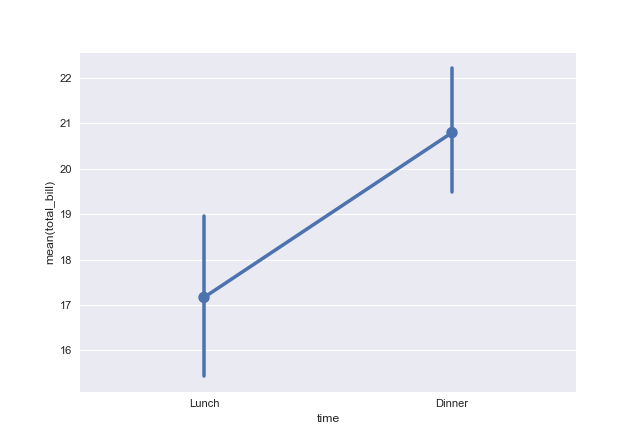 22
21
20
19
18
17
16
mean(total_bill)
Lunch Dinner
time